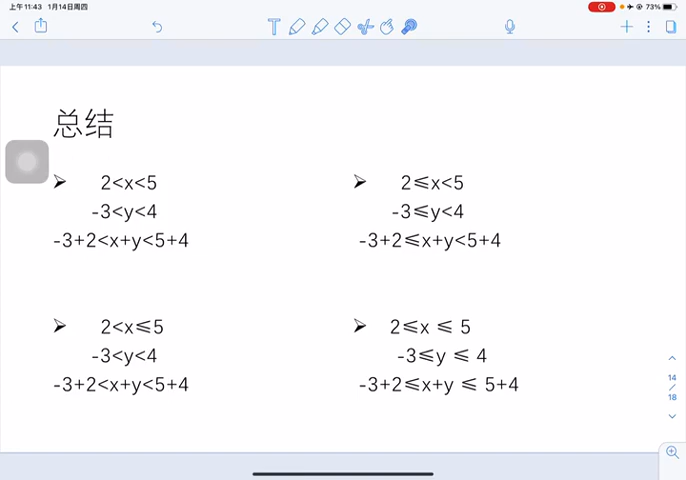 上午11:43 1月14日周四
73%
总结
➢ 2<x<5
-3<y<4
-3+2<x+y<5+4
➢ 2≤x<5
-3≤y<4
-3+2≤x+y<5+4
➢ 2<x≤5
-3<y<4
-3+2<x+y<5+4
➢ 2≤x ≤ 5
-3≤y ≤ 4
-3+2≤x+y ≤ 5+4
14
/
18